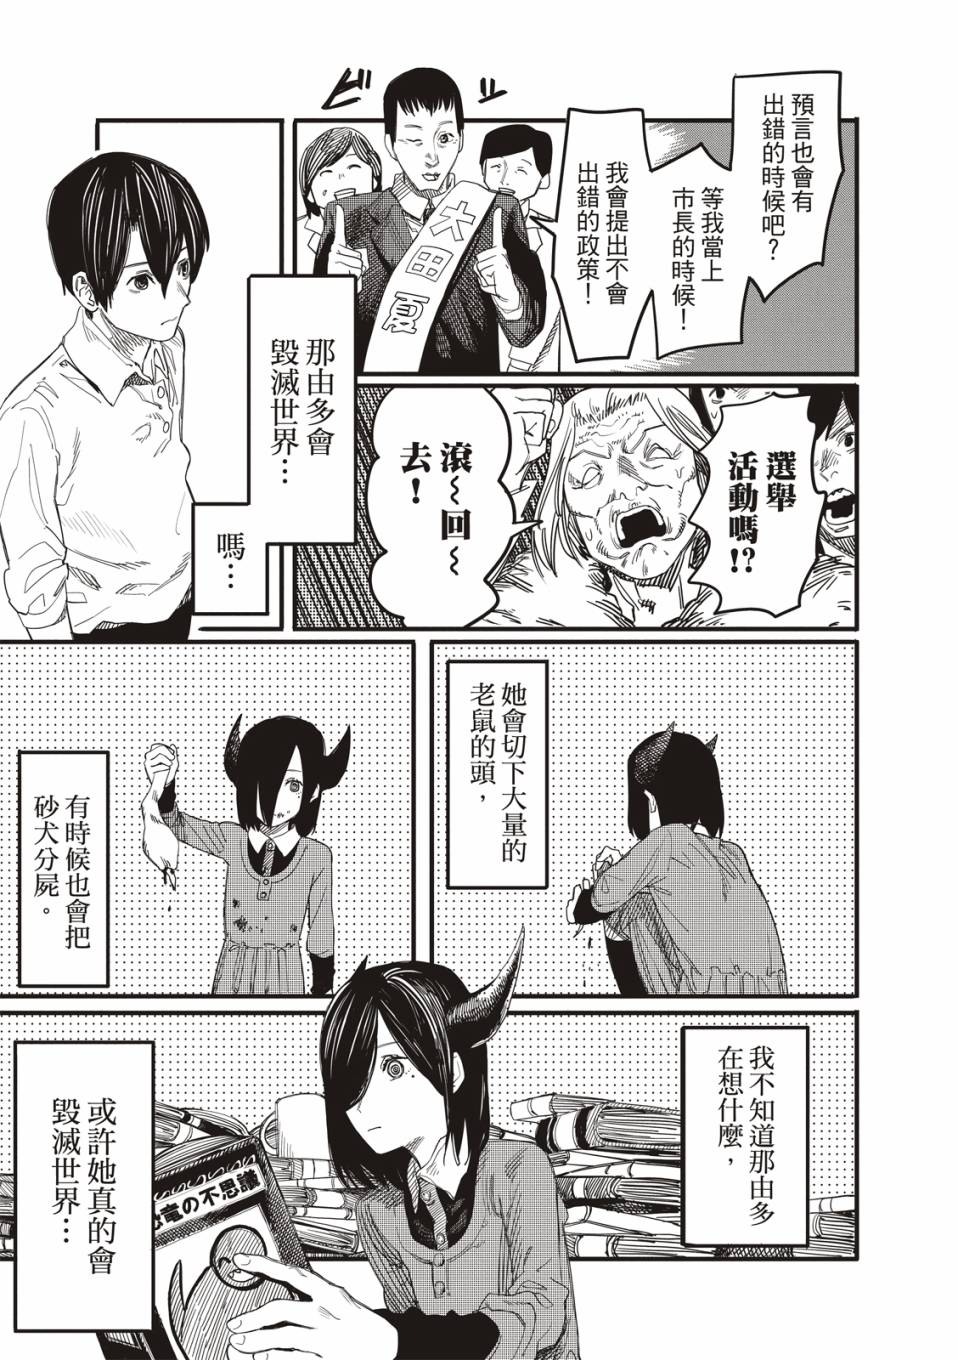 預言也會有
出錯的時候吧？
等我當上
市長的時候！
我會提出不會
出錯的政策！
ビッ
太田夏
選舉
活動嗎!?
滾～回～
去！
那由多會
毀滅世界…
嗎…
她會切下大量的
老鼠的頭，
有時候也會把
砂犬分屍。
我不知道那由多
在想什麼，
竜の不思議
或許她真的會
毀滅世界…